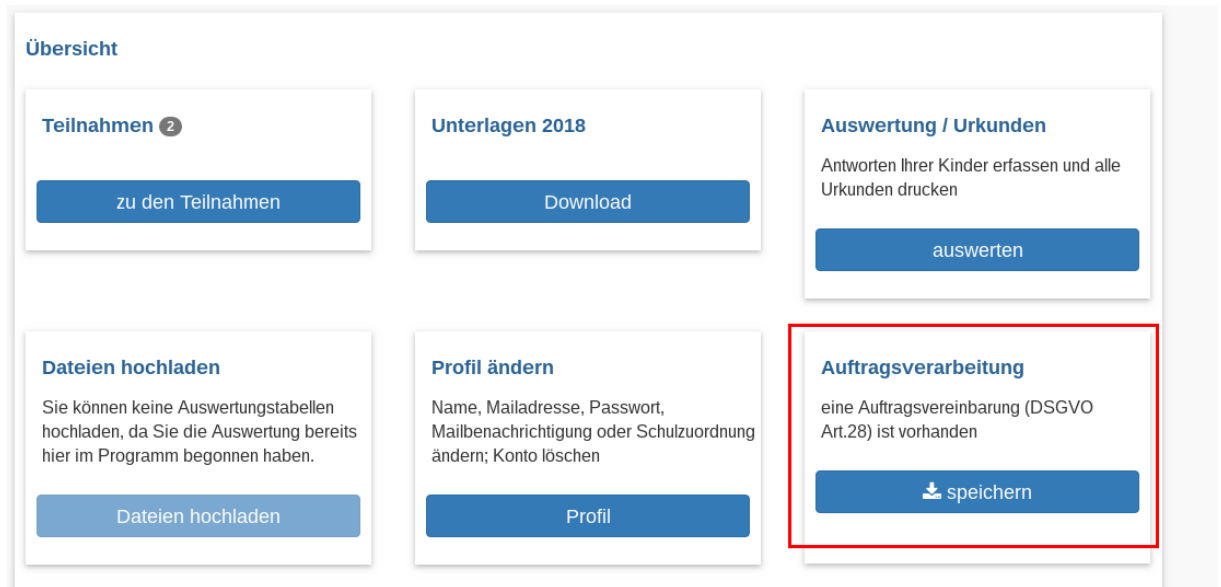 Übersicht
Teilnahmen 2
zu den Teilnahmen
Unterlagen 2018
Download
Auswertung / Urkunden
Antworten Ihrer Kinder erfassen und alle
Urkunden drucken
auswerten
Dateien hochladen
Sie können keine Auswertungstabellen
hochladen, da Sie die Auswertung bereits
hier im Programm begonnen haben.
Dateien hochladen
Profil ändern
Name, Mailadresse, Passwort,
Mailbenachrichtigung oder Schulzuordnung
ändern; Konto löschen
Profil
Auftragsverarbeitung
eine Auftragsvereinbarung (DSGVO
Art.28) ist vorhanden
speichern